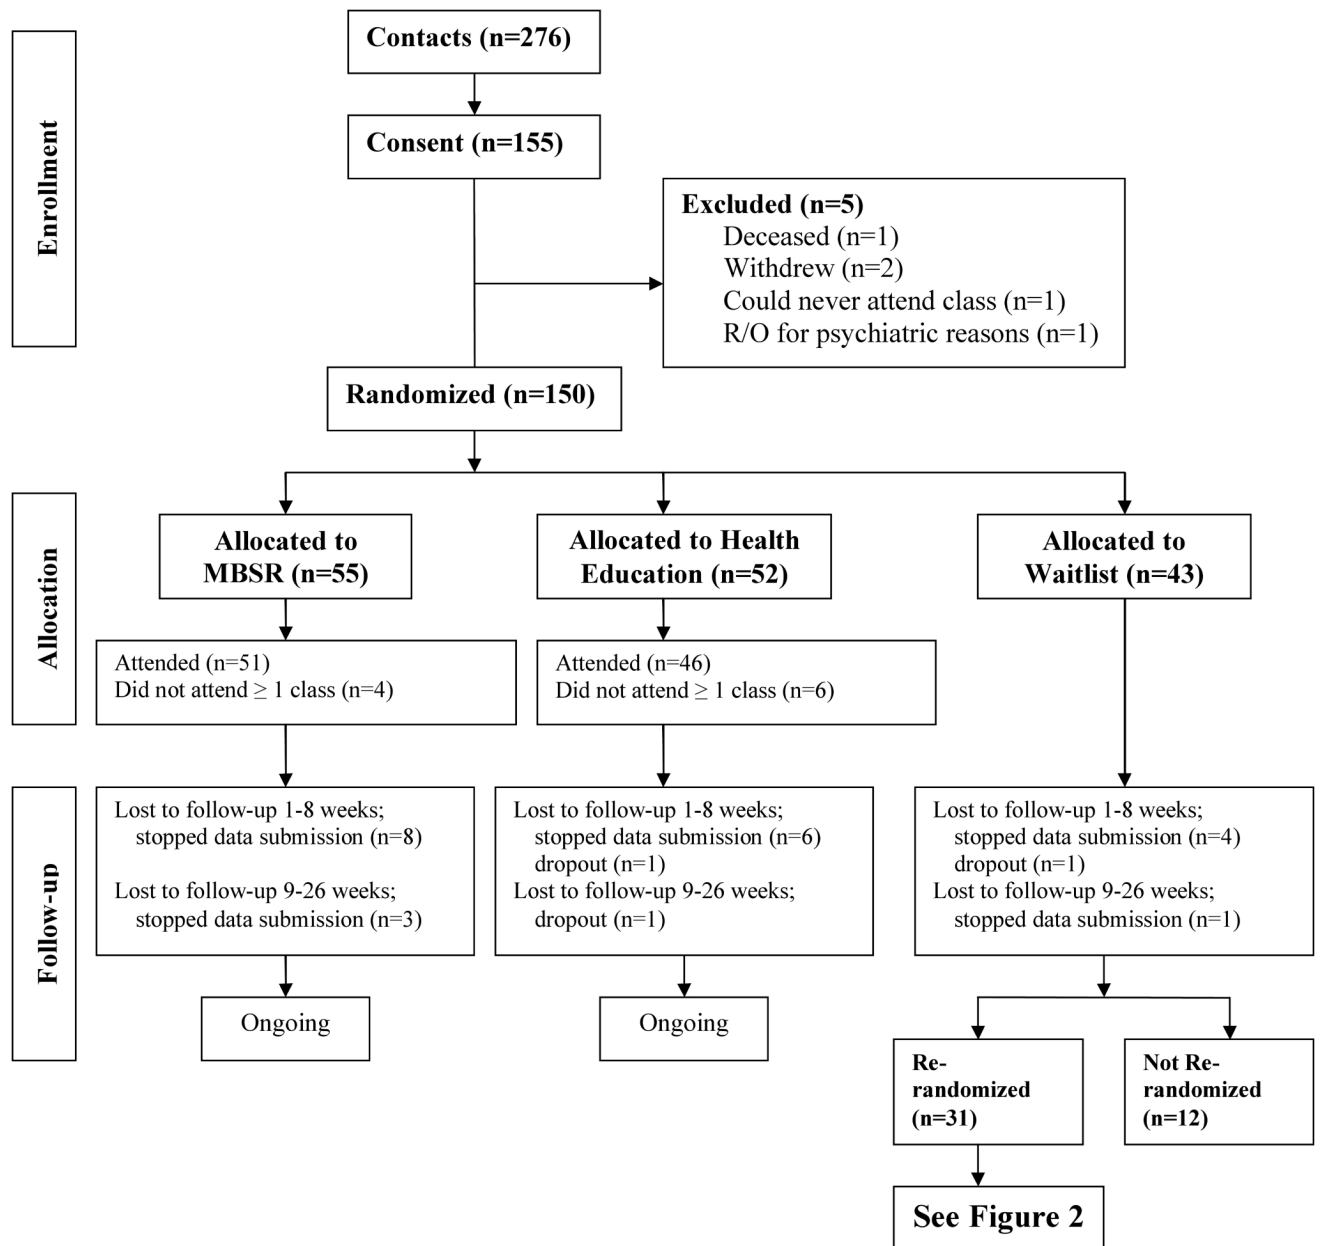 Enrollment
Contacts (n=276)
Consent (n=155)
Excluded (n=5)
Deceased (n=1)
Withdrew (n=2)
Could never attend class (n=1)
R/O for psychiatric reasons (n=1)
Randomized (n=150)
Allocation
Allocated to
MBSR (n=55)
Allocated to Health
Education (n=52)
Allocated to
Waitlist (n=43)
Attended (n=51)
Did not attend ≥ 1 class (n=4)
Attended (n=46)
Did not attend ≥ 1 class (n=6)
Follow-up
Lost to follow-up 1-8 weeks;
stopped data submission (n=8)
Lost to follow-up 9-26 weeks;
stopped data submission (n=3)
Lost to follow-up 1-8 weeks;
stopped data submission (n=6)
dropout (n=1)
Lost to follow-up 9-26 weeks;
dropout (n=1)
Lost to follow-up 1-8 weeks;
stopped data submission (n=4)
dropout (n=1)
Lost to follow-up 9-26 weeks;
stopped data submission (n=1)
Ongoing
Ongoing
Re-
randomized
(n=31)
Not Re-
randomized
(n=12)
See Figure 2